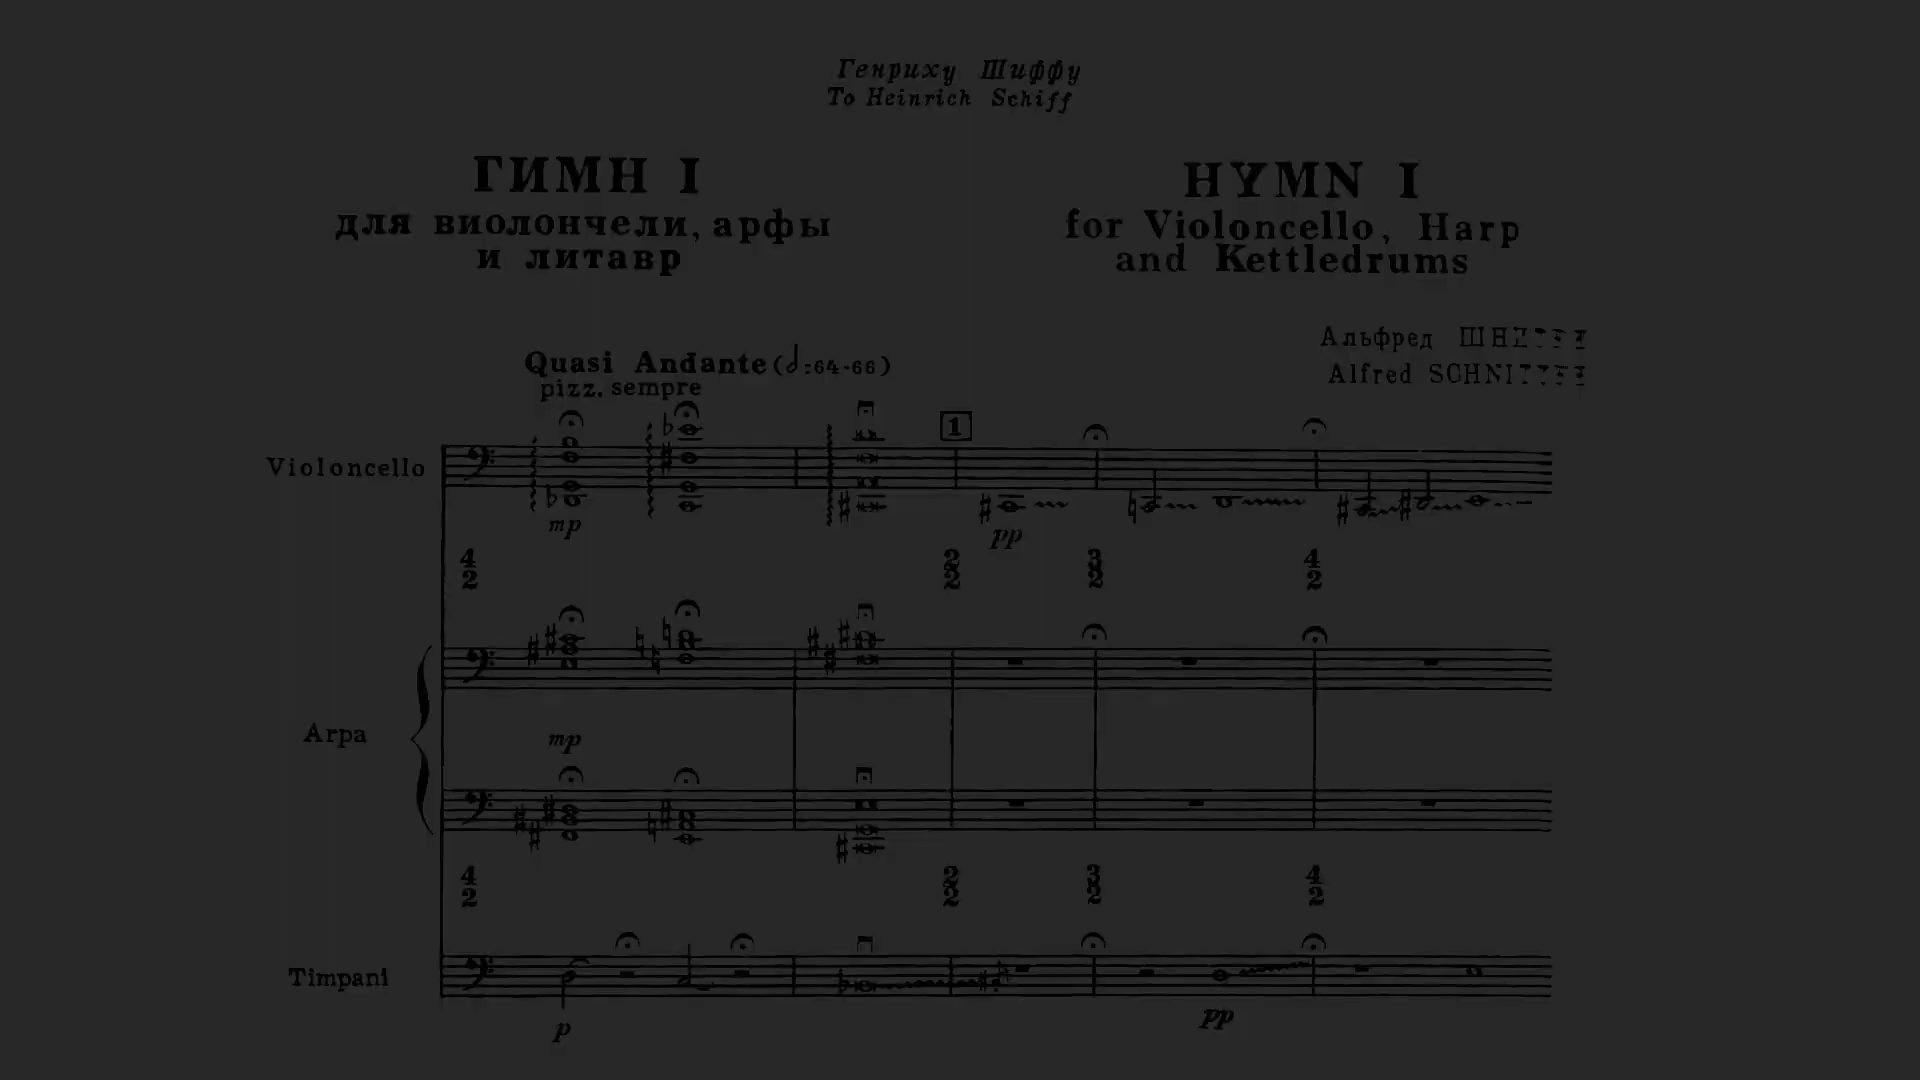 Генриху Шиффу
To Heinrich Schiff
ГИМН I
для виолончели, арфы
и литавр
HYMN I
for Violoncello, Harp
and Kettledrums
Альфред
Alfred
Quasi Andante (𝅗𝅥=64-66)
pizz. sempre
1
Violoncello
mp
pp
4 2
2 2
3 2
4 2
Arpa
mp
4 2
2 2
3 2
4 2
Timpani
p
pp